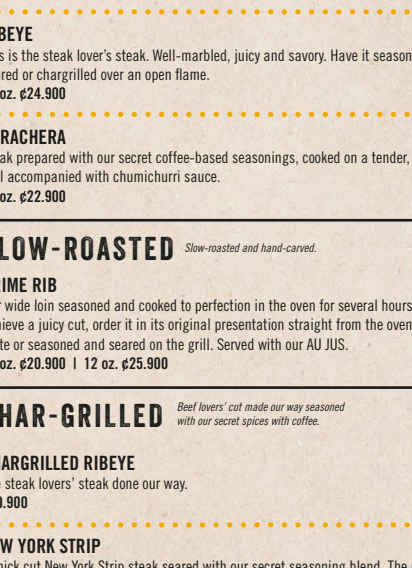 BEYE
s is the steak lover's steak. Well-marbled, juicy and savory. Have it season
red or chargrilled over an open flame.
oz. ₡24.900
RACHERA
ak prepared with our secret coffee-based seasonings, cooked on a tender,
l accompanied with chumichurri sauce.
oz. ₡22.900
LOW-ROASTED Slow-roasted and hand-carved.
IME RIB
r wide loin seasoned and cooked to perfection in the oven for several hours
hieve a juicy cut, order it in its original presentation straight from the oven
te or seasoned and seared on the grill. Served with our AU JUS.
oz. ₡20.900 | 12 oz. ₡25.900
HAR-GRILLED Beef lovers' cut made our way seasoned
with our secret spices with coffee.
ARGRILLED RIBEYE
e steak lovers' steak done our way.
9.900
W YORK STRIP
hick cut New York Strip steak seared with our secret seasoning blend. The